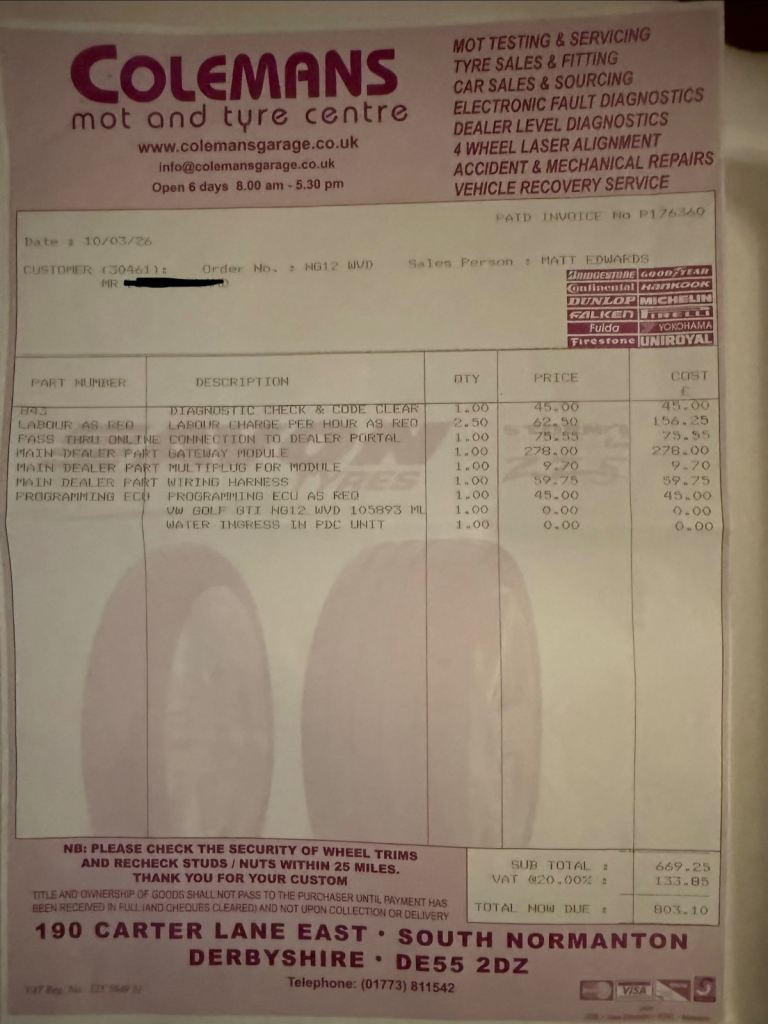 COLEMANS
mot and tyre centre
www.colemansgarage.co.uk
info@colemansgarage.co.uk
Open 6 days 8.00 am - 5.30 pm
MOT TESTING & SERVICING
TYRE SALES & FITTING
CAR SALES & SOURCING
ELECTRONIC FAULT DIAGNOSTICS
DEALER LEVEL DIAGNOSTICS
4 WHEEL LASER ALIGNMENT
ACCIDENT & MECHANICAL REPAIRS
VEHICLE RECOVERY SERVICE
PAID INVOICE No P176360
Date : 10/03/26
CUSTOMER (30461): Order No. : NG12 WVD Sales Person : MATT EDWARDS
MR
BRIDGESTONE GOODYEAR
Continental HANKOOK
DUNLOP MICHELIN
FALKEN PIRELLI
Fulda YOKOHAMA
Firestone UNIROYAL
PART NUMBER DESCRIPTION QTY PRICE COST
£
843 DIAGNOSTIC CHECK & CODE CLEAR 1.00 45.00 45.00
LABOUR AS REQ LABOUR CHARGE PER HOUR AS REQ 2.50 62.50 156.25
PASS THRU ONLINE CONNECTION TO DEALER PORTAL 1.00 75.55 75.55
MAIN DEALER PART GATEWAY MODULE 1.00 278.00 278.00
MAIN DEALER PART MULTIPLUG FOR MODULE 1.00 9.70 9.70
MAIN DEALER PART WIRING HARNESS 1.00 59.75 59.75
PROGRAMMING ECU PROGRAMMING ECU AS REQ 1.00 45.00 45.00
VW GOLF GTI NG12 WVD 105893 ML 1.00 0.00 0.00
WATER INGRESS IN PDC UNIT 1.00 0.00 0.00
TYRES
NB: PLEASE CHECK THE SECURITY OF WHEEL TRIMS
AND RECHECK STUDS / NUTS WITHIN 25 MILES.
THANK YOU FOR YOUR CUSTOM
TITLE AND OWNERSHIP OF GOODS SHALL NOT PASS TO THE PURCHASER UNTIL PAYMENT HAS
BEEN RECEIVED IN FULL (AND CHEQUES CLEARED) AND NOT UPON COLLECTION OR DELIVERY
SUB TOTAL : 669.25
VAT @20.00% : 133.85
TOTAL NOW DUE : 803.10
190 CARTER LANE EAST • SOUTH NORMANTON
DERBYSHIRE • DE55 2DZ
Telephone: (01773) 811542
VAT Reg. No.
VISA